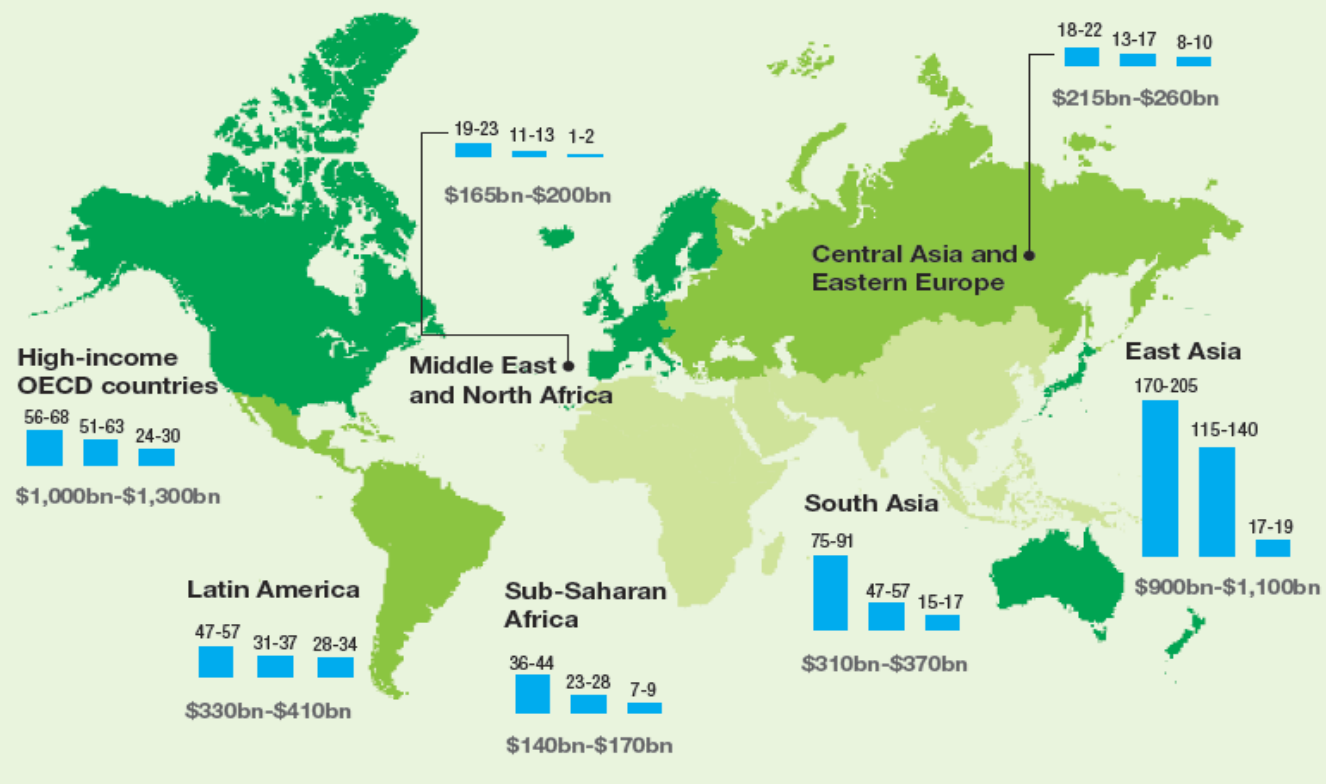 18-22 13-17 8-10
$215bn-$260bn
19-23 11-13 1-2
$165bn-$200bn
Central Asia and
Eastern Europe
High-income
OECD countries
56-68 51-63 24-30
$1,000bn-$1,300bn
Middle East
and North Africa
East Asia
170-205
115-140
17-19
$900bn-$1,100bn
South Asia
75-91
47-57 15-17
$310bn-$370bn
Latin America
47-57 31-37 28-34
$330bn-$410bn
Sub-Saharan
Africa
36-44
23-28 7-9
$140bn-$170bn